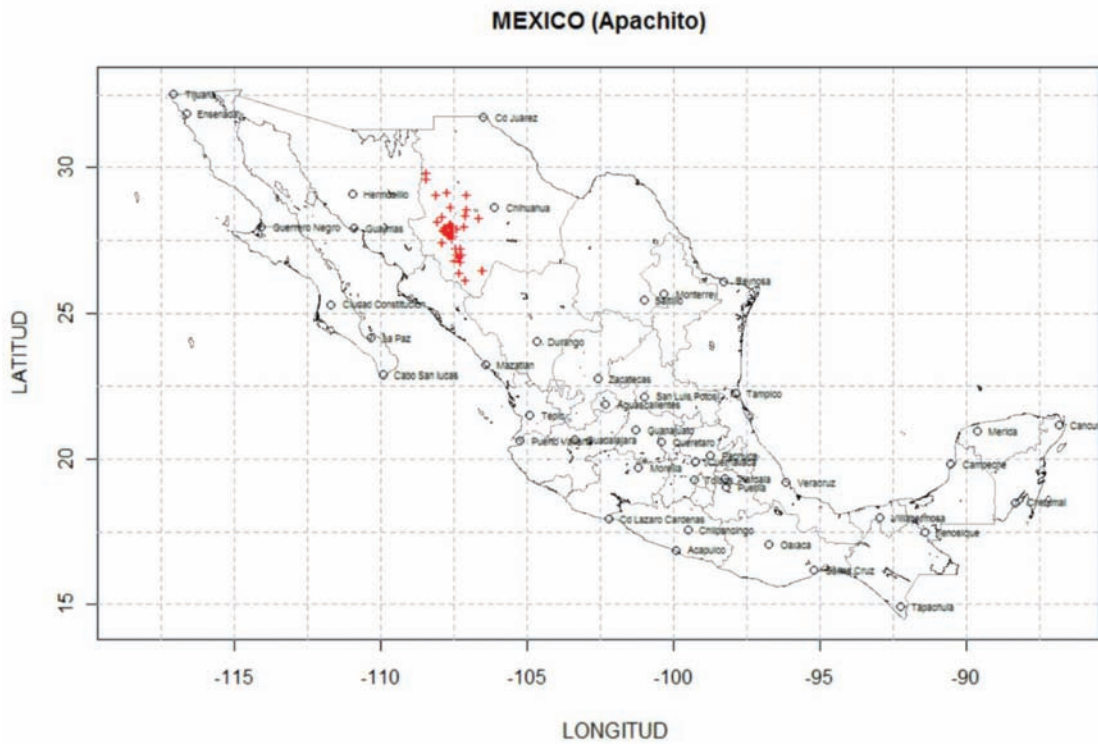 MEXICO (Apachito)
Tijuana
Ensenada
Cd Juarez
30
Hermosillo
Chihuahua
Guerrero Negro
Guaymas
Reynosa
Monterrey
Saltillo
25
Ciudad Constitucion
La Paz
Durango
Mazatlan
Cabo San lucas
Zacatecas
San Luis Potosi
Tampico
Aguascalientes
Tepic
Guanajuato
Merida
Cancun
Puerto Vallarta
Guadalajara
Queretaro
Pachuca
20
Morelia
Campeche
Toluca
Tlaxcala
Puebla
Veracruz
Chetumal
Cd Lazaro Cardenas
Villahermosa
Chilpancingo
Tenosique
Acapulco
Oaxaca
Salina Cruz
15
Tapachula
LATITUD
-115
-110
-105
-100
-95
-90
LONGITUD